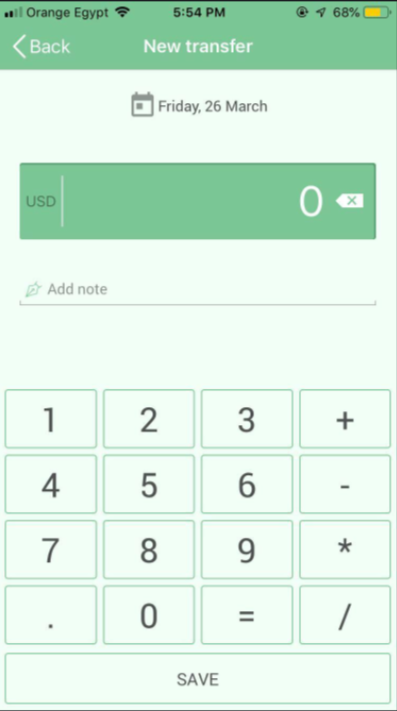 Orange Egypt 5:54 PM 68%
Back New transfer
Friday, 26 March
USD 0
Add note
1 2 3 +
4 5 6 -
7 8 9 *
. 0 = /
SAVE